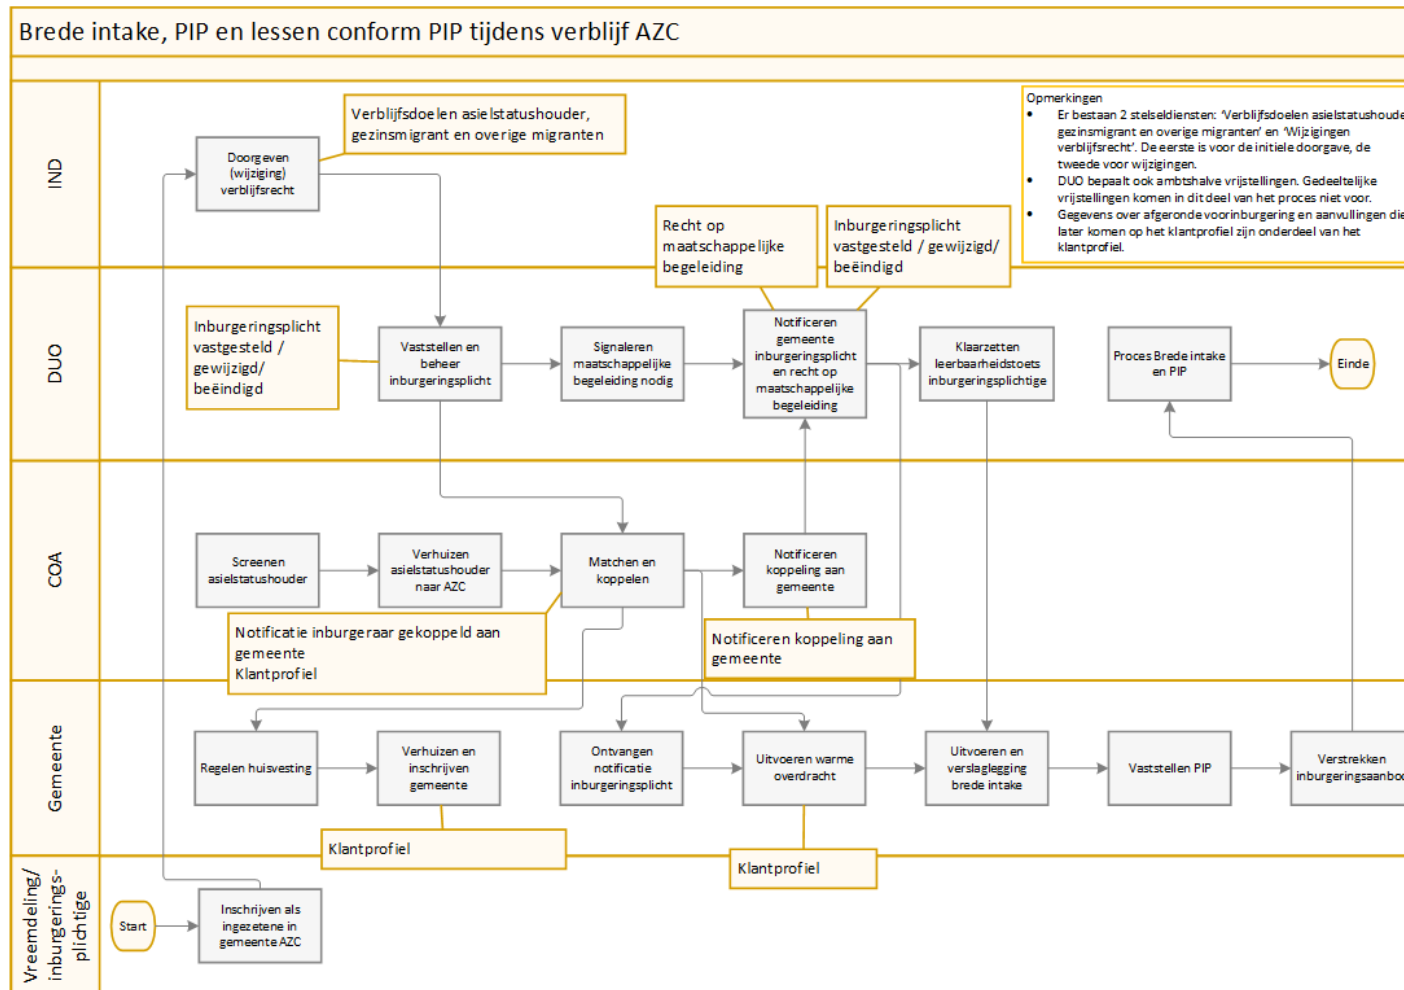 Brede intake, PIP en lessen conform PIP tijdens verblijf AZC
IND
Doorgeven
(wijziging)
verblijfsrecht
Verblijfsdoelen asielstatushouder,
gezinsmigrant en overige migranten
Opmerkingen
• Er bestaan 2 stelseldiensten: ‘Verblijfsdoelen asielstatushoude
gezinsmigrant en overige migranten’ en ‘Wijzigingen
verblijfsrecht’. De eerste is voor de initiele doorgave, de
tweede voor wijzigingen.
• DUO bepaalt ook ambtshalve vrijstellingen. Gedeeltelijke
vrijstellingen komen in dit deel van het proces niet voor.
• Gegevens over afgeronde voorinburgering en aanvullingen die
later komen op het klantprofiel zijn onderdeel van het
klantprofiel.
Recht op
maatschappelijke
begeleiding
Inburgeringsplicht
vastgesteld / gewijzigd/
beëindigd
DUO
Inburgeringsplicht
vastgesteld /
gewijzigd/
beëindigd
Vaststellen en
beheer
inburgeringsplicht
Signaleren
maatschappelijke
begeleiding nodig
Notificeren
gemeente
inburgeringsplicht
en recht op
maatschappelijke
begeleiding
Klaarzetten
leerbaarheidstoets
inburgeringsplichtige
Proces Brede intake
en PIP
Einde
COA
Screenen
asielstatushouder
Verhuizen
asielstatushouder
naar AZC
Matchen en
koppelen
Notificeren
koppeling aan
gemeente
Notificatie inburgeraar gekoppeld aan
gemeente
Klantprofiel
Notificeren koppeling aan
gemeente
Gemeente
Regelen huisvesting
Verhuizen en
inschrijven
gemeente
Ontvangen
notificatie
inburgeringsplicht
Uitvoeren warme
overdracht
Uitvoeren en
verslaglegging
brede intake
Vaststellen PIP
Verstrekken
inburgeringsaanbod
Klantprofiel
Klantprofiel
Vreemdeling/
inburgerings-
plichtige
Start
Inschrijven als
ingezetene in
gemeente AZC